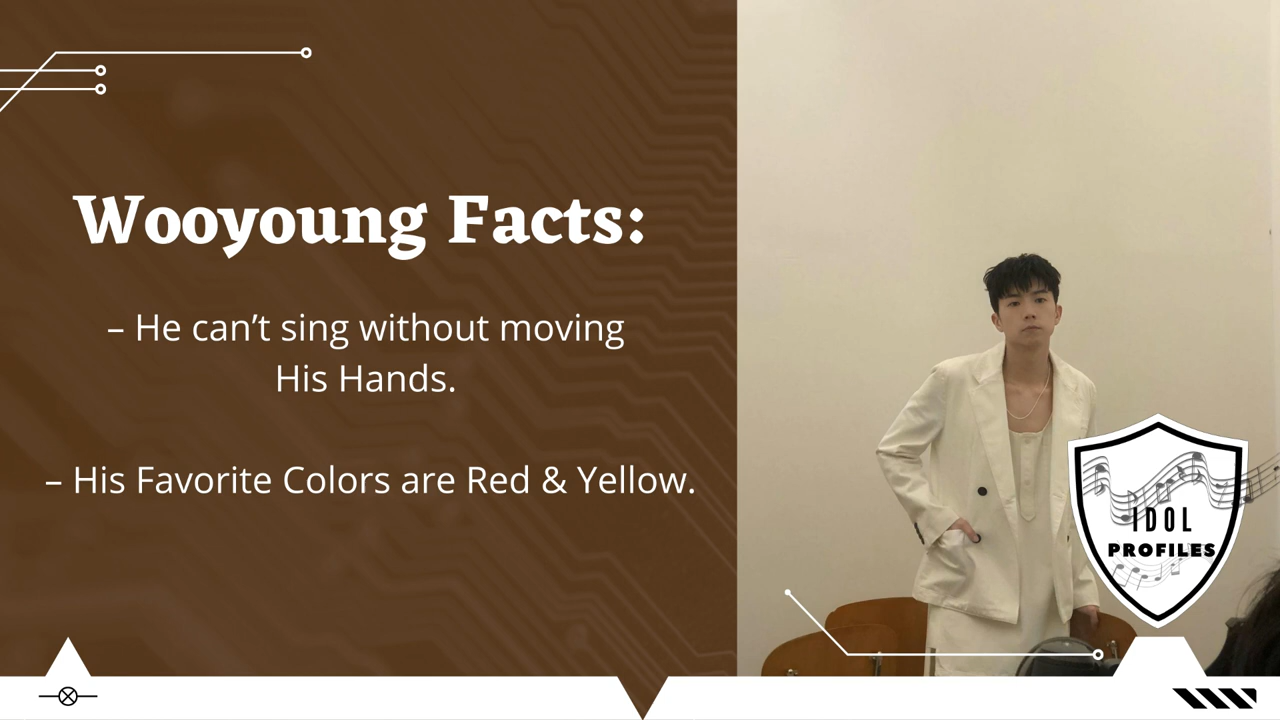 Wooyoung Facts:
– He can’t sing without moving
His Hands.
– His Favorite Colors are Red & Yellow.
IDOL
PROFILES